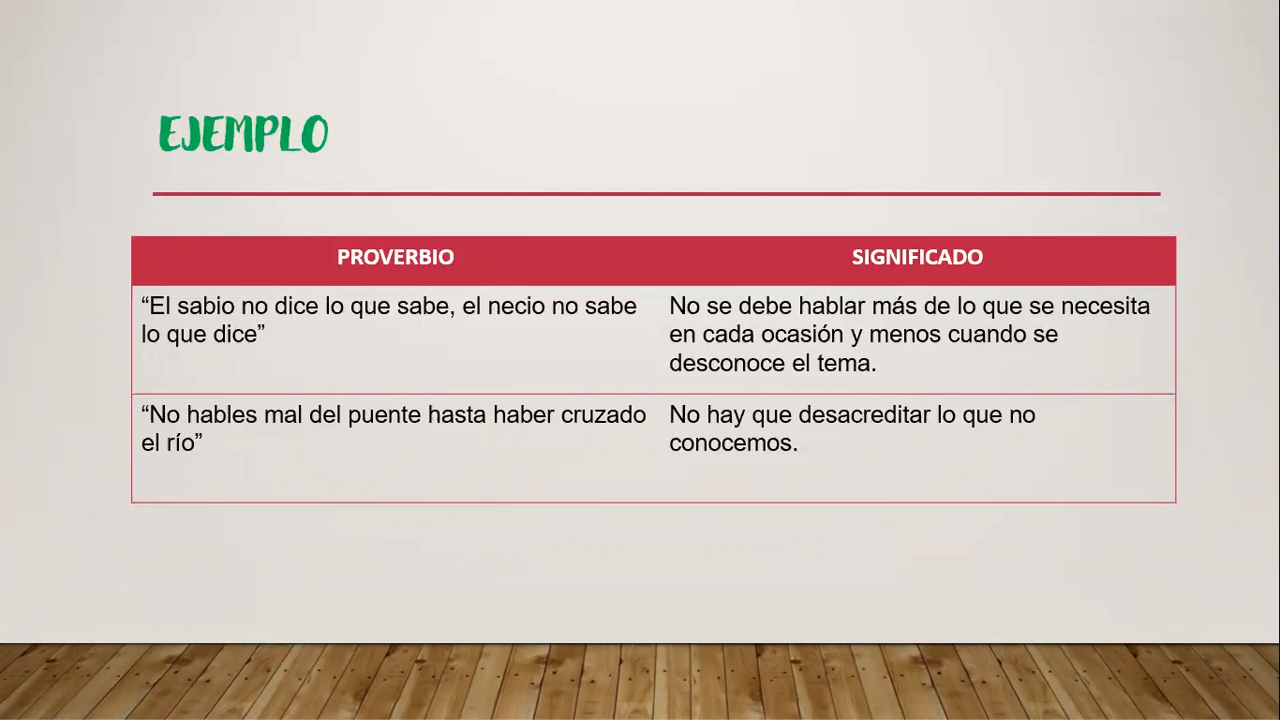 EJEMPLO
PROVERBIO
SIGNIFICADO
“El sabio no dice lo que sabe, el necio no sabe
lo que dice”
No se debe hablar más de lo que se necesita
en cada ocasión y menos cuando se
desconoce el tema.
“No hables mal del puente hasta haber cruzado
el río”
No hay que desacreditar lo que no
conocemos.